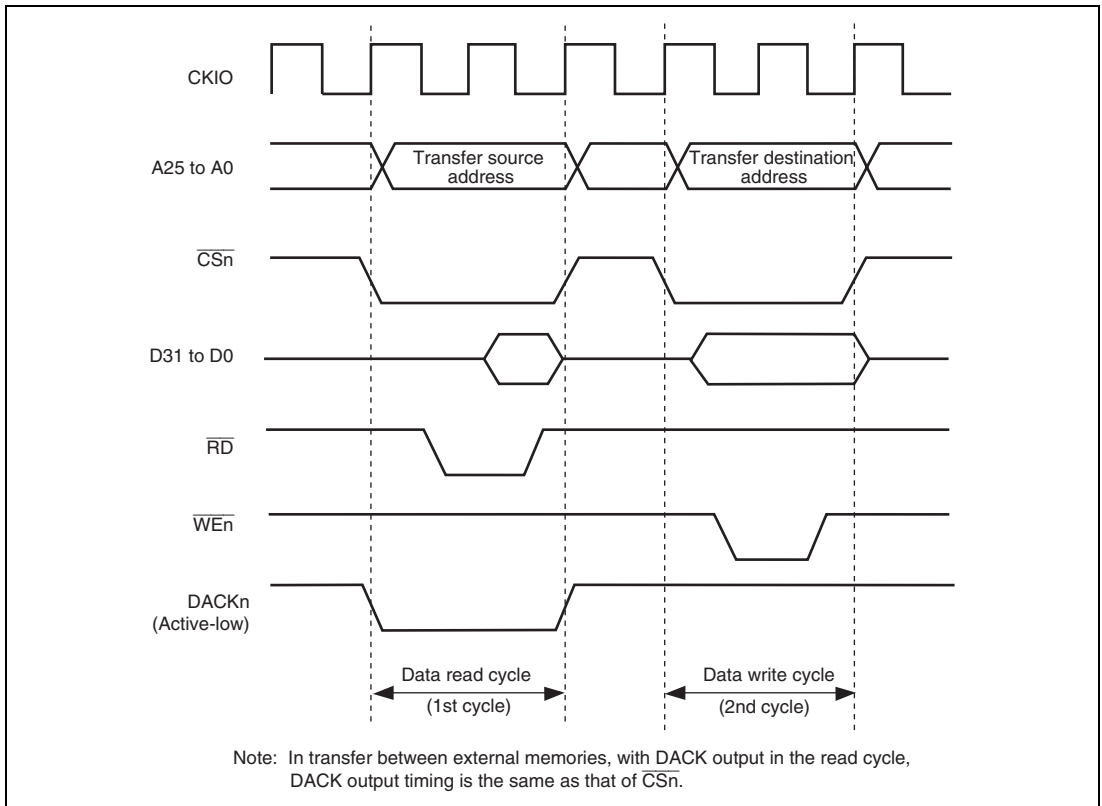 CKIO
A25 to A0
Transfer source
address
Transfer destination
address
CSn
D31 to D0
RD
WEn
DACKn
(Active-low)
Data read cycle
(1st cycle)
Data write cycle
(2nd cycle)
Note: In transfer between external memories, with DACK output in the read cycle,
DACK output timing is the same as that of CSn.